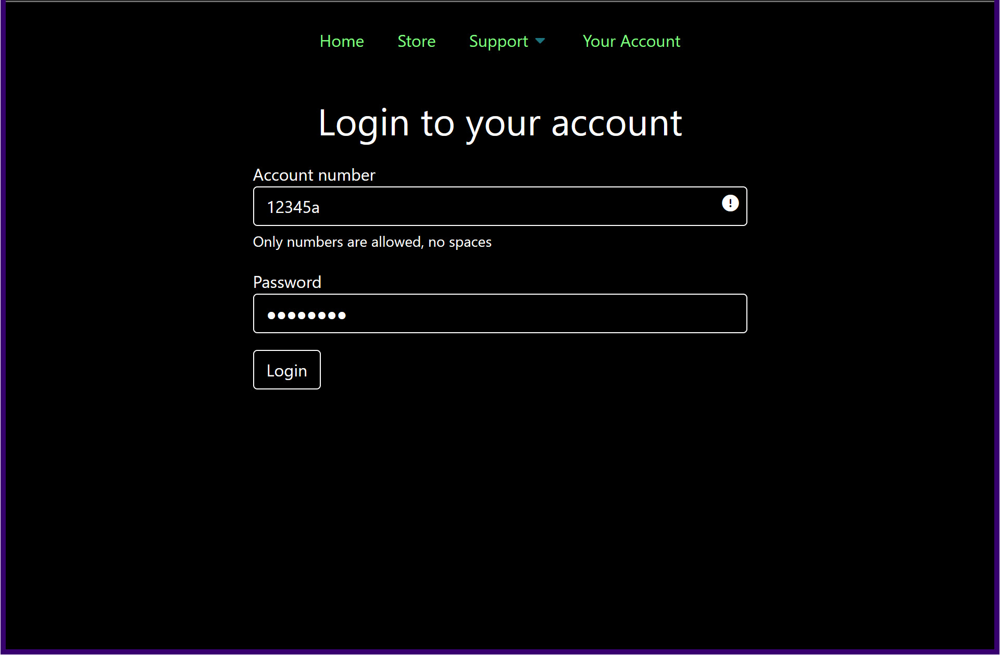 Home Store Support Your Account
Login to your account
Account number
12345a
Only numbers are allowed, no spaces
Password
••••••••
Login